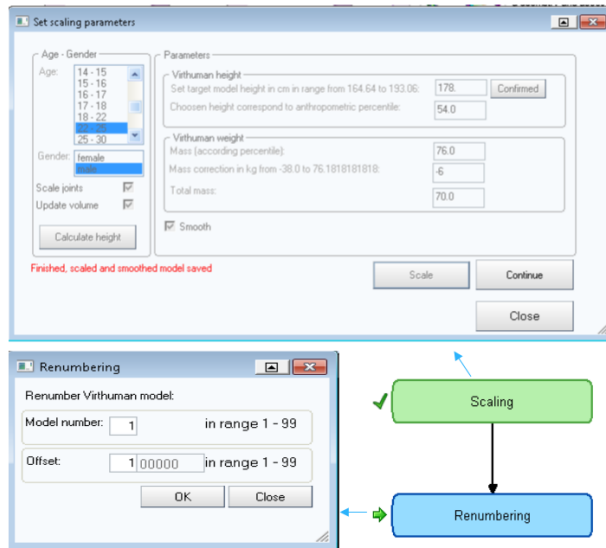 Set scaling parameters
Age - Gender
Age:
14 - 15
15 - 16
16 - 17
17 - 18
18 - 22
22 - 25
25 - 30
Gender:
female
male
Scale joints
Update volume
Calculate height
Parameters
Virthuman height
Set target model height in cm in range from 164.64 to 193.06:
178.
Confirmed
Choosen height correspond to anthropometric percentile:
54.0
Virthuman weight
Mass (according percentile):
76.0
Mass correction in kg from -38.0 to 76.1818181818:
-6
Total mass:
70.0
Smooth
Finished, scaled and smoothed model saved
Scale
Continue
Close
Renumbering
Renumber Virthuman model:
Model number: 1 in range 1 - 99
Offset: 1 00000 in range 1 - 99
OK
Close
Scaling
Renumbering